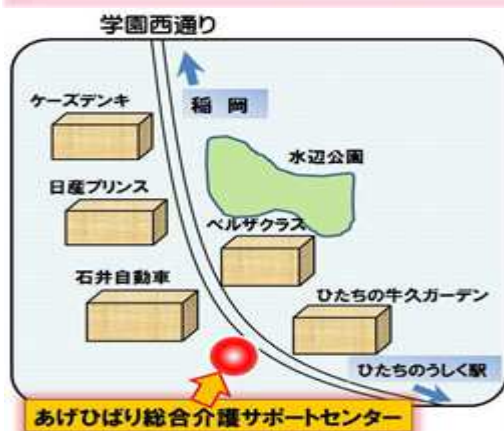 学園西通り
ケーズデンキ
稲岡
水辺公園
日産プリンス
ベルザクラス
石井自動車
ひたちの牛久ガーデン
ひたちのうしく駅
あげひばり総合介護サポートセンター